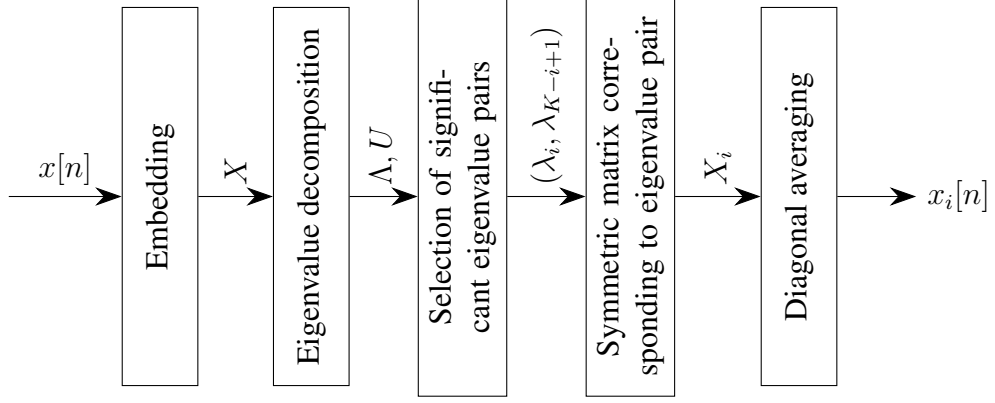 x[n]
Embedding
X
Eigenvalue decomposition
Λ, U
Selection of signifi-
cant eigenvalue pairs
(λ_i, λ_{K−i+1})
Symmetric matrix corre-
sponding to eigenvalue pair
X_i
Diagonal averaging
x_i[n]